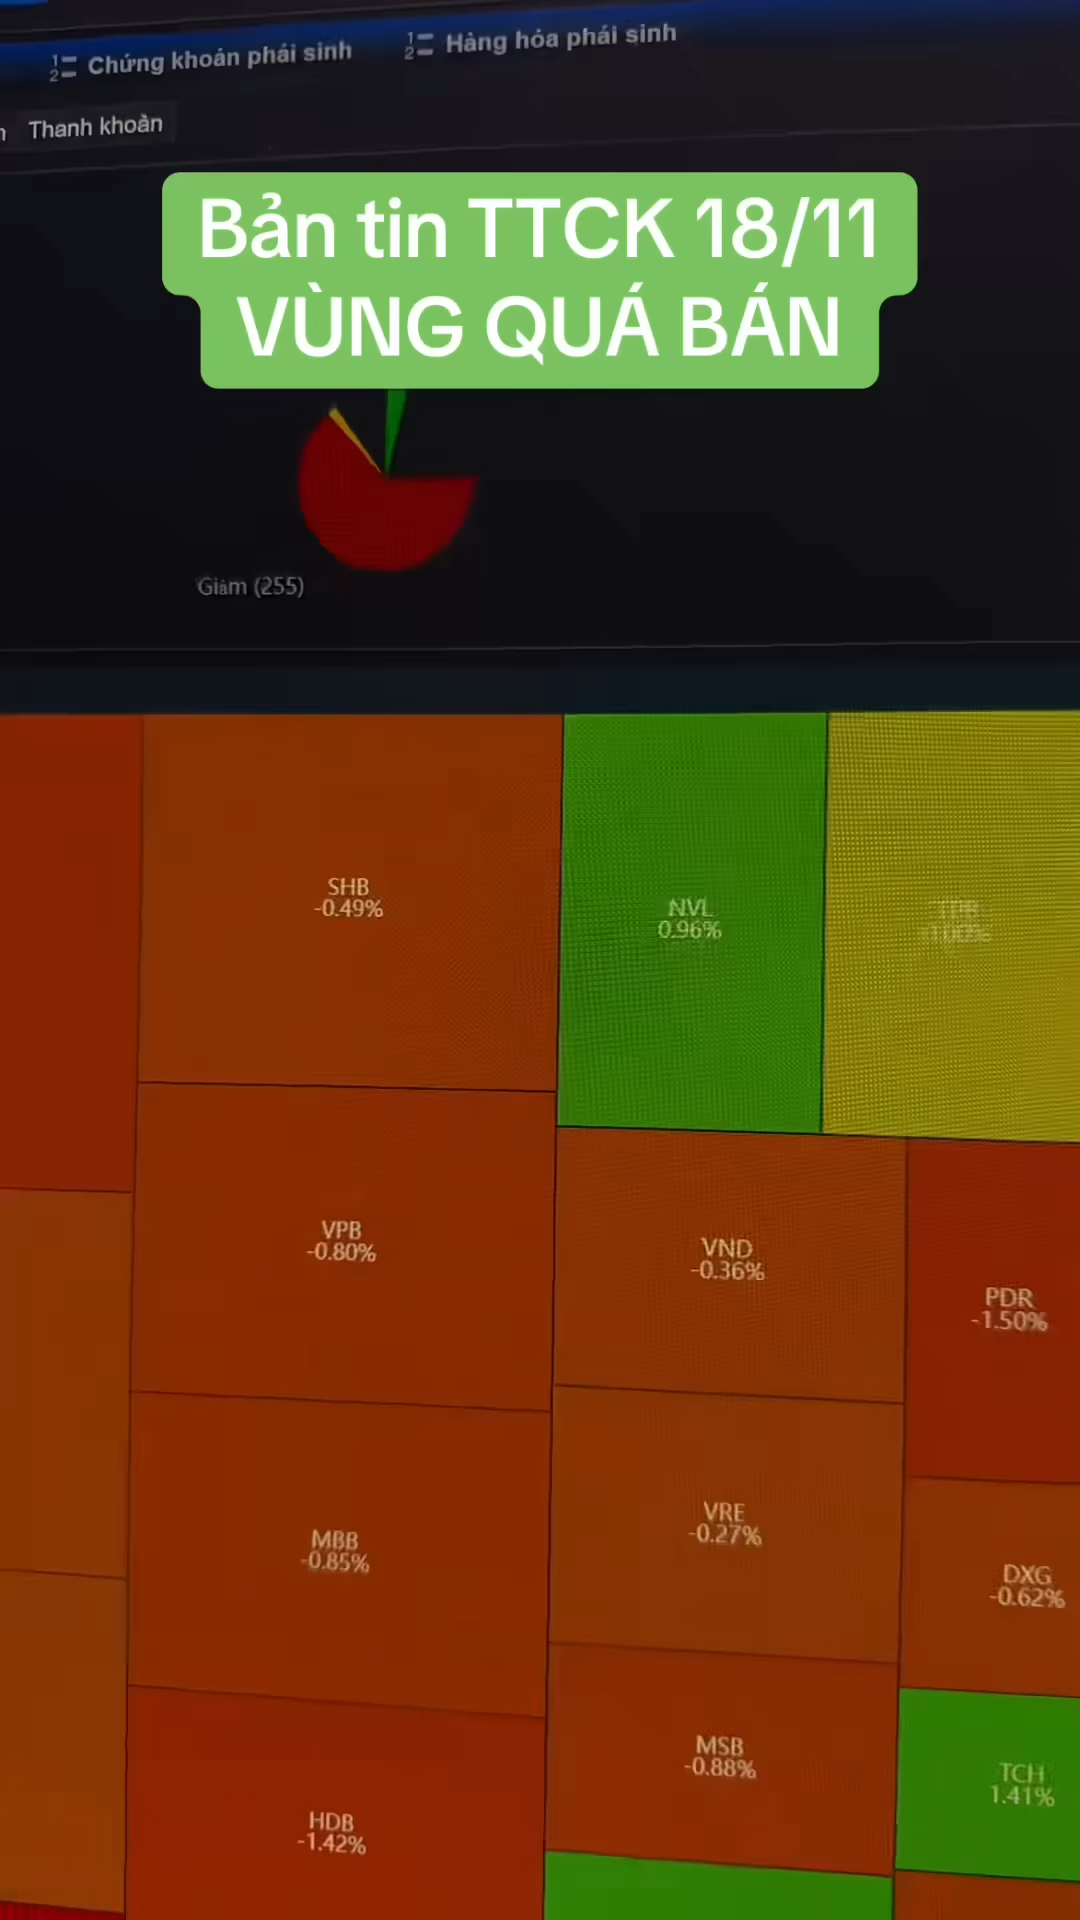 Chứng khoán phái sinh
Hàng hóa phái sinh
Thanh khoản
Bản tin TTCK 18/11
VÙNG QUÁ BÁN
Giảm (255)
SHB
-0.49%
NVL
0.96%
VPB
-0.80%
VND
-0.36%
PDR
-1.50%
MBB
-0.85%
VRE
-0.27%
DXG
-0.62%
MSB
-0.88%
TCH
1.41%
HDB
-1.42%